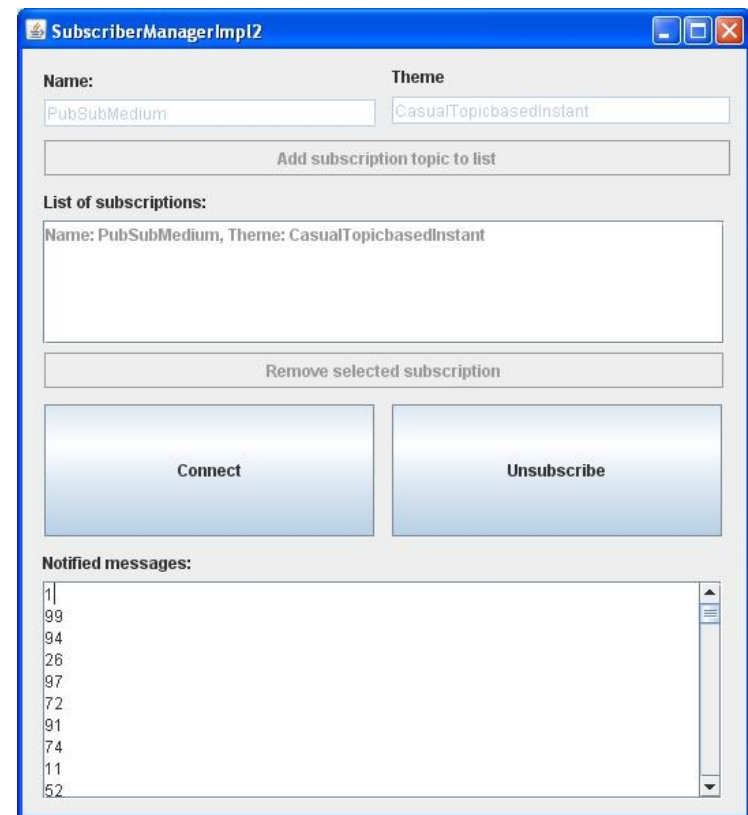 SubscriberManagerImpl2
Name:
Theme
PubSubMedium
CasualTopicbasedInstant
Add subscription topic to list
List of subscriptions:
Name: PubSubMedium, Theme: CasualTopicbasedInstant
Remove selected subscription
Connect
Unsubscribe
Notified messages:
1
99
94
26
97
72
91
74
11
52